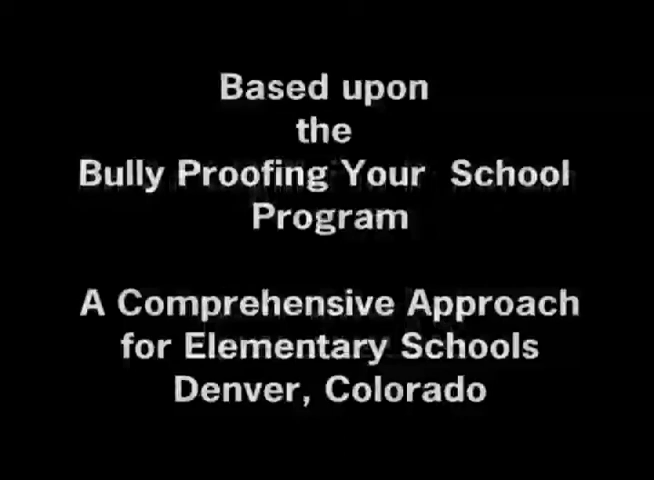 Based upon
the
Bully Proofing Your School
Program
A Comprehensive Approach
for Elementary Schools
Denver, Colorado